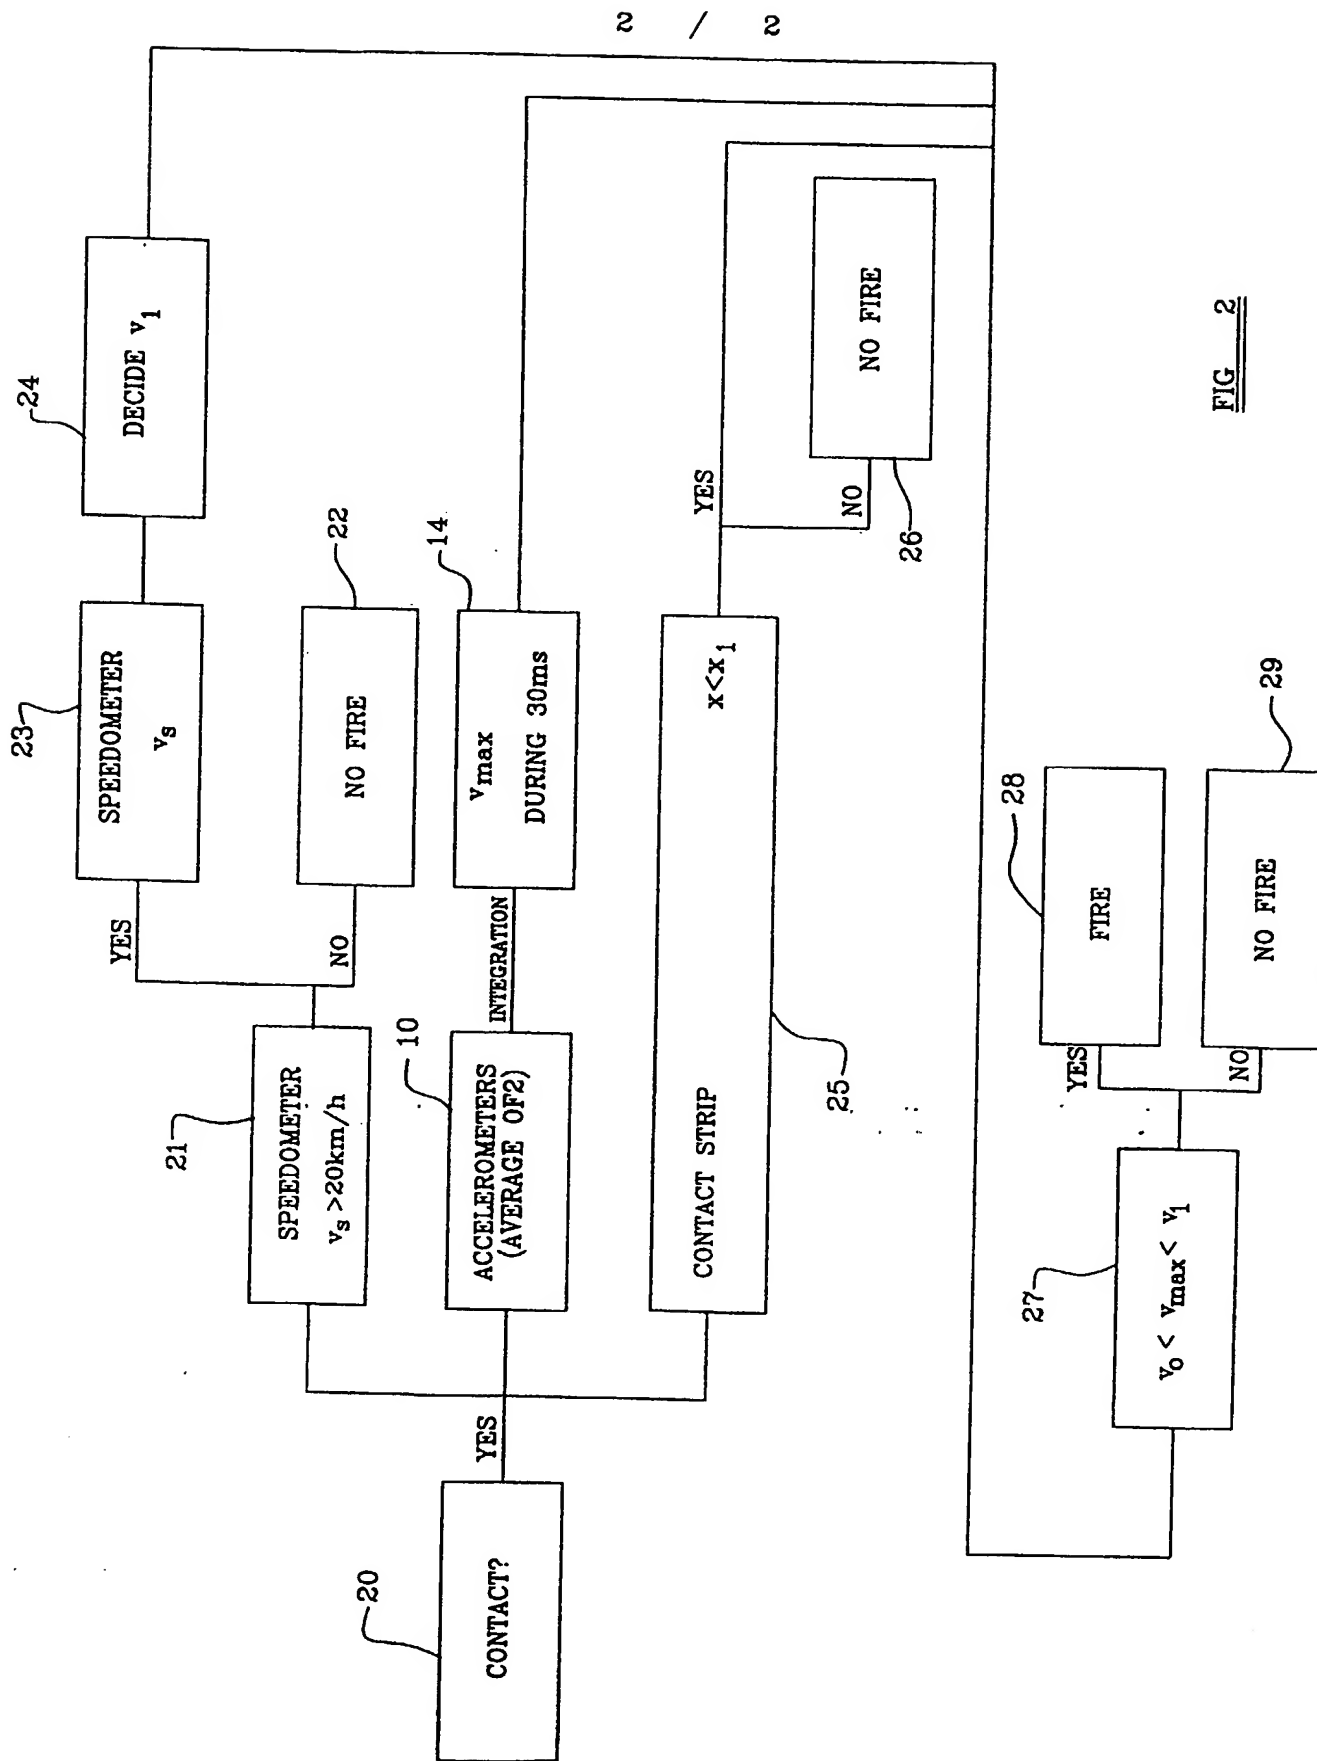 2 / 2
24
DECIDE v1
23
SPEEDOMETER
vs
22
NO FIRE
YES
NO
21
SPEEDOMETER
vs >20km/h
14
vmax
DURING 30ms
INTEGRATION
10
ACCELEROMETERS
(AVERAGE OF2)
20
CONTACT?
YES
25
CONTACT STRIP
x<x1
YES
NO
26
NO FIRE
27
vo < vmax < v1
YES
NO
28
FIRE
29
NO FIRE
FIG 2